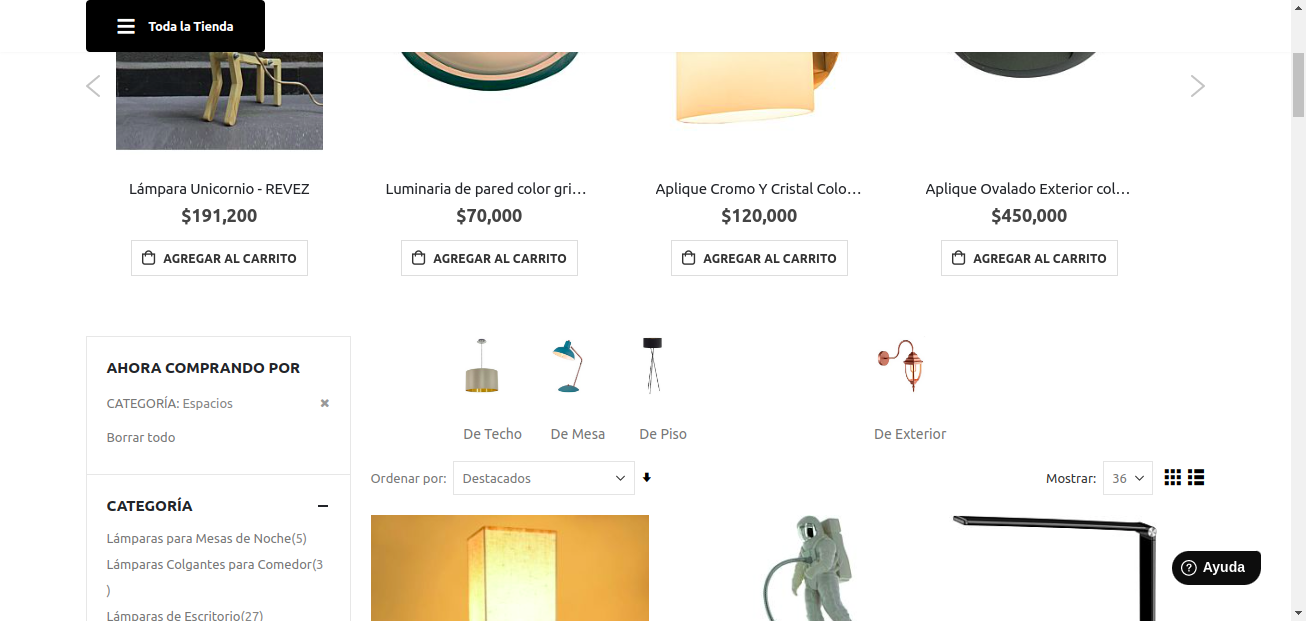 Toda la Tienda
Lámpara Unicornio - REVEZ
Luminaria de pared color gri…
Aplique Cromo Y Cristal Colo…
Aplique Ovalado Exterior col…
$191,200
$70,000
$120,000
$450,000
AGREGAR AL CARRITO
AGREGAR AL CARRITO
AGREGAR AL CARRITO
AGREGAR AL CARRITO
AHORA COMPRANDO POR
CATEGORÍA: Espacios
Borrar todo
De Techo
De Mesa
De Piso
De Exterior
Ordenar por:
Destacados
Mostrar:
36
CATEGORÍA
Lámparas para Mesas de Noche(5)
Lámparas Colgantes para Comedor(3
)
Lámparas de Escritorio(27)
Ayuda